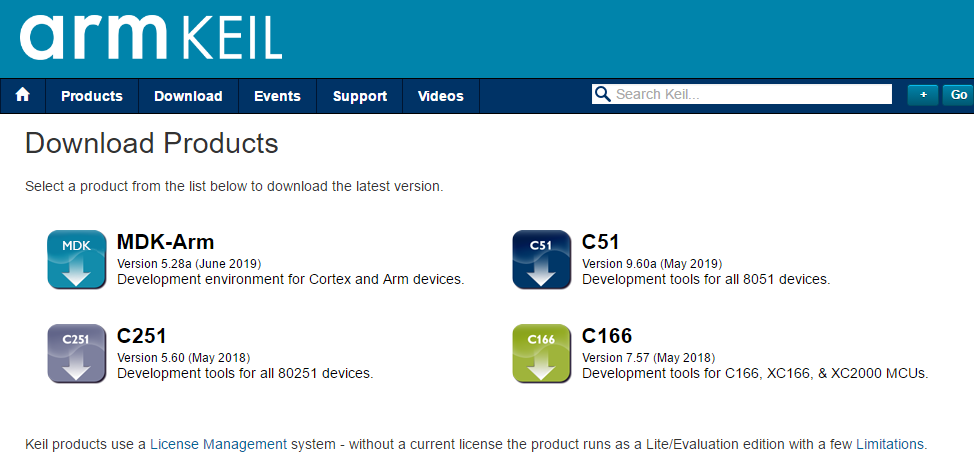 arm KEIL
Products Download Events Support Videos Search Keil... + Go
Download Products
Select a product from the list below to download the latest version.
MDK
MDK-Arm
Version 5.28a (June 2019)
Development environment for Cortex and Arm devices.
C51
C51
Version 9.60a (May 2019)
Development tools for all 8051 devices.
C251
C251
Version 5.60 (May 2018)
Development tools for all 80251 devices.
C166
C166
Version 7.57 (May 2018)
Development tools for C166, XC166, & XC2000 MCUs.
Keil products use a License Management system - without a current license the product runs as a Lite/Evaluation edition with a few Limitations.